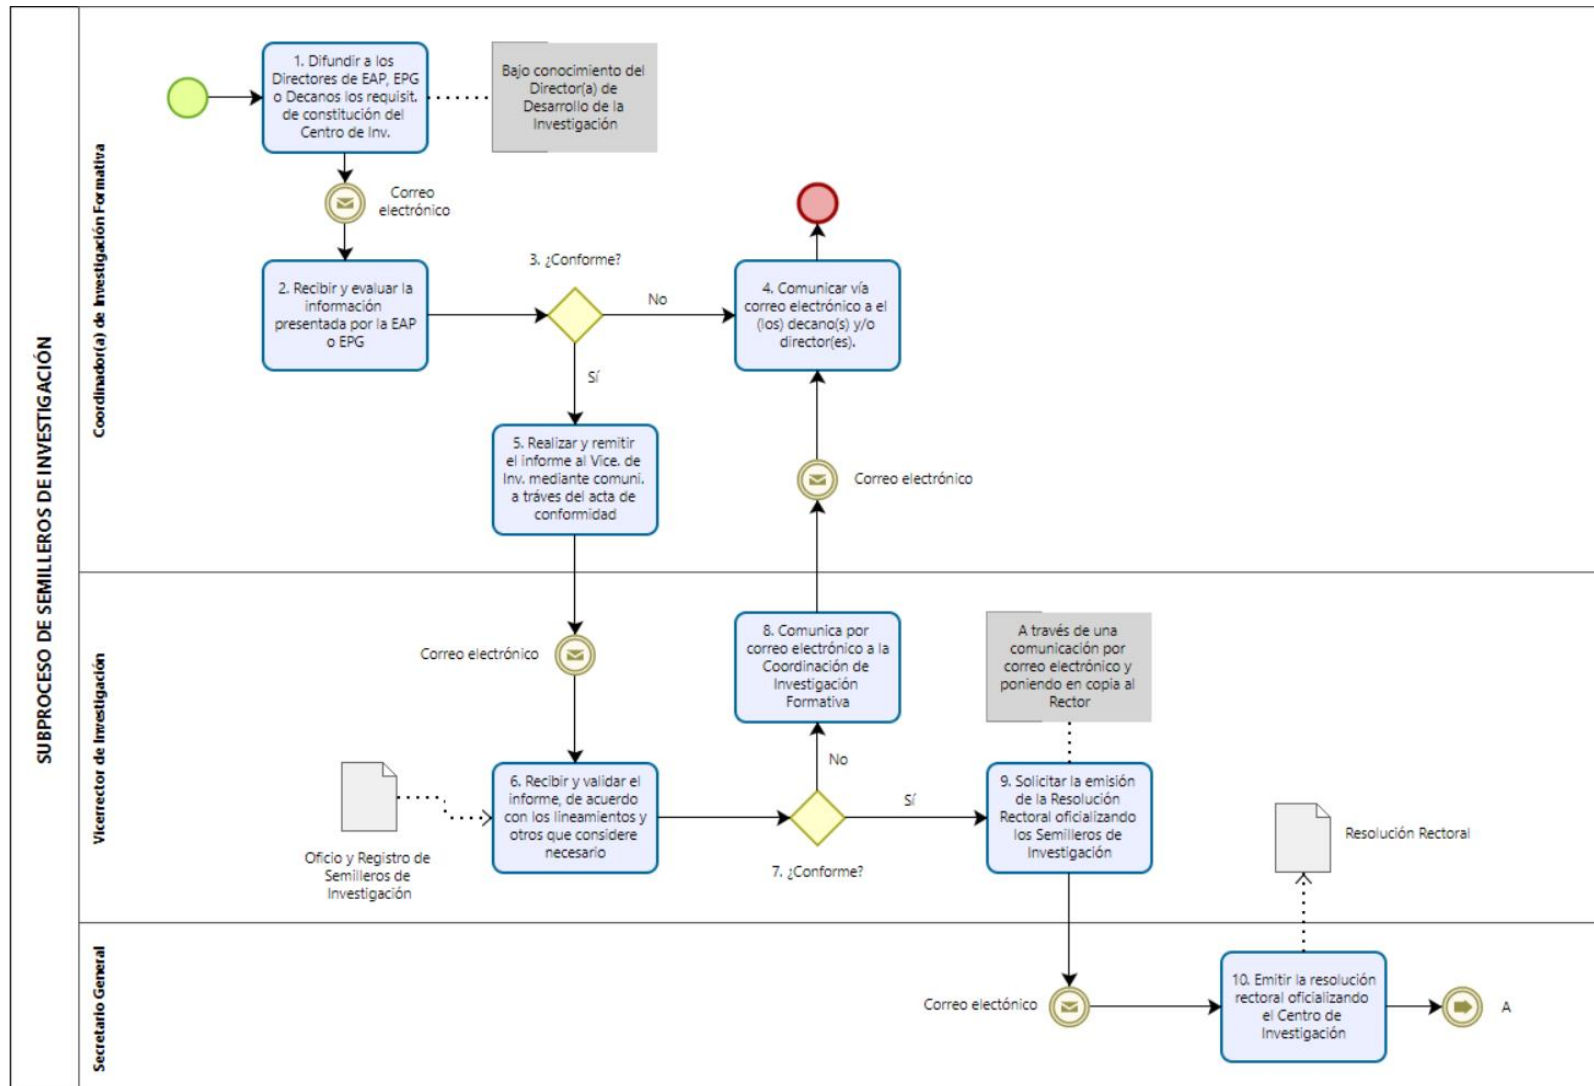 SUBPROCESO DE SEMILLEROS DE INVESTIGACIÓN
Coordinador(a) de Investigación Formativa
1. Difundir a los
Directores de EAP, EPG
o Decanos los requisit.
de constitución del
Centro de Inv.
Bajo conocimiento del
Director(a) de
Desarrollo de la
Investigación
Correo
electrónico
2. Recibir y evaluar la
información
presentada por la EAP
o EPG
3. ¿Conforme?
No
Sí
4. Comunicar vía
correo electrónico a el
(los) decano(s) y/o
director(es).
5. Realizar y remitir
el informe al Vice. de
Inv. mediante comuni.
a tráves del acta de
conformidad
Correo electrónico
Vicerrector de Investigación
Correo electrónico
8. Comunica por
correo electrónico a la
Coordinación de
Investigación
Formativa
A través de una
comunicación por
correo electrónico y
poniendo en copia al
Rector
Oficio y Registro de
Semilleros de
Investigación
6. Recibir y validar el
informe, de acuerdo
con los lineamientos y
otros que considere
necesario
No
Sí
7. ¿Conforme?
9. Solicitar la emisión
de la Resolución
Rectoral oficializando
los Semilleros de
Investigación
Resolución Rectoral
Secretario General
Correo electónico
10. Emitir la resolución
rectoral oficializando
el Centro de
Investigación
A